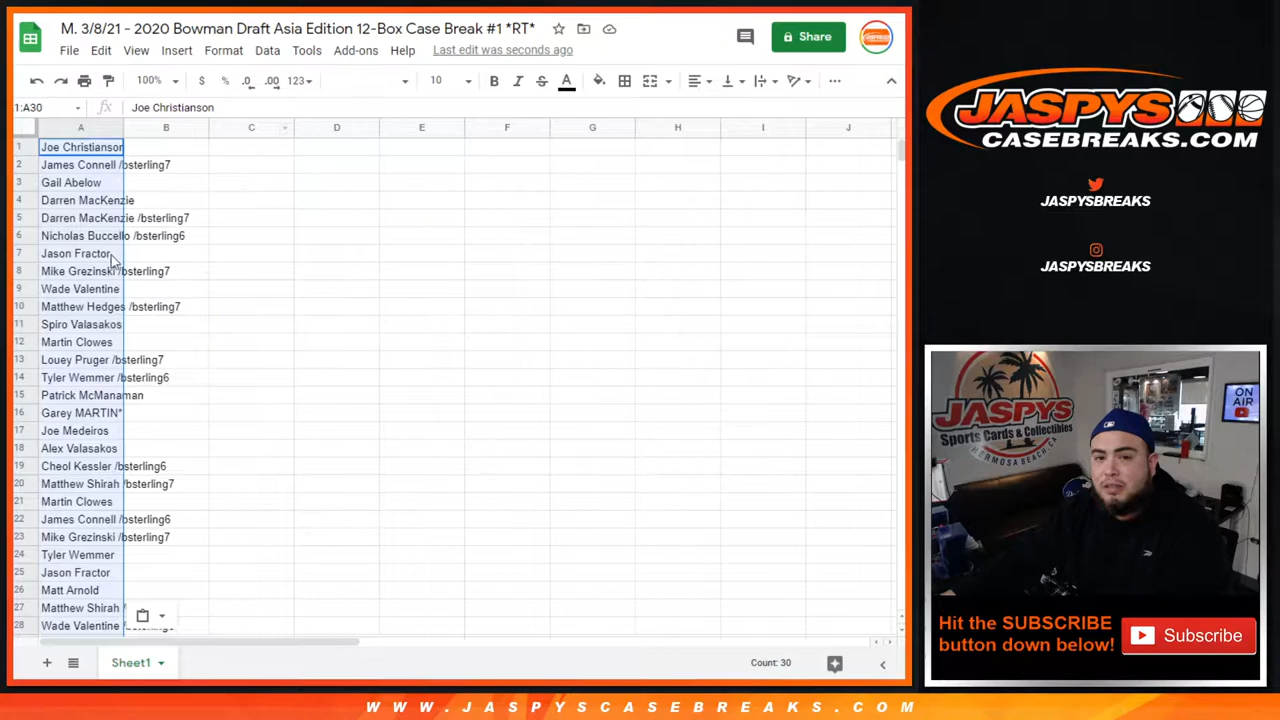 M. 3/8/21 - 2020 Bowman Draft Asia Edition 12-Box Case Break #1 *RT*
File Edit View Insert Format Data Tools Add-ons Help Last edit was seconds ago
Share
100% $ % .0 .00 123 10 B I S A
1:A30 fx Joe Christianson
A B C D E F G H I J
1 Joe Christianson
2 James Connell /bsterling7
3 Gail Abelow
4 Darren MacKenzie
5 Darren MacKenzie /bsterling7
6 Nicholas Buccello /bsterling6
7 Jason Fractor
8 Mike Grezinski /bsterling7
9 Wade Valentine
10 Matthew Hedges /bsterling7
11 Spiro Valasakos
12 Martin Clowes
13 Louey Pruger /bsterling7
14 Tyler Wemmer /bsterling6
15 Patrick McManaman
16 Garey MARTIN*
17 Joe Medeiros
18 Alex Valasakos
19 Cheol Kessler /bsterling6
20 Matthew Shirah /bsterling7
21 Martin Clowes
22 James Connell /bsterling6
23 Mike Grezinski /bsterling7
24 Tyler Wemmer
25 Jason Fractor
26 Matt Arnold
27 Matthew Shirah /
28 Wade Valentine
Sheet1
Count: 30
JASPYS
CASEBREAKS.COM
JASPYSBREAKS
JASPYSBREAKS
JASPYS
Sports Cards & Collectibles
HERMOSA BEACH, CA
ON
AIR
LA
Hit the SUBSCRIBE
button down below!
Subscribe
WWW.JASPYSCASEBREAKS.COM